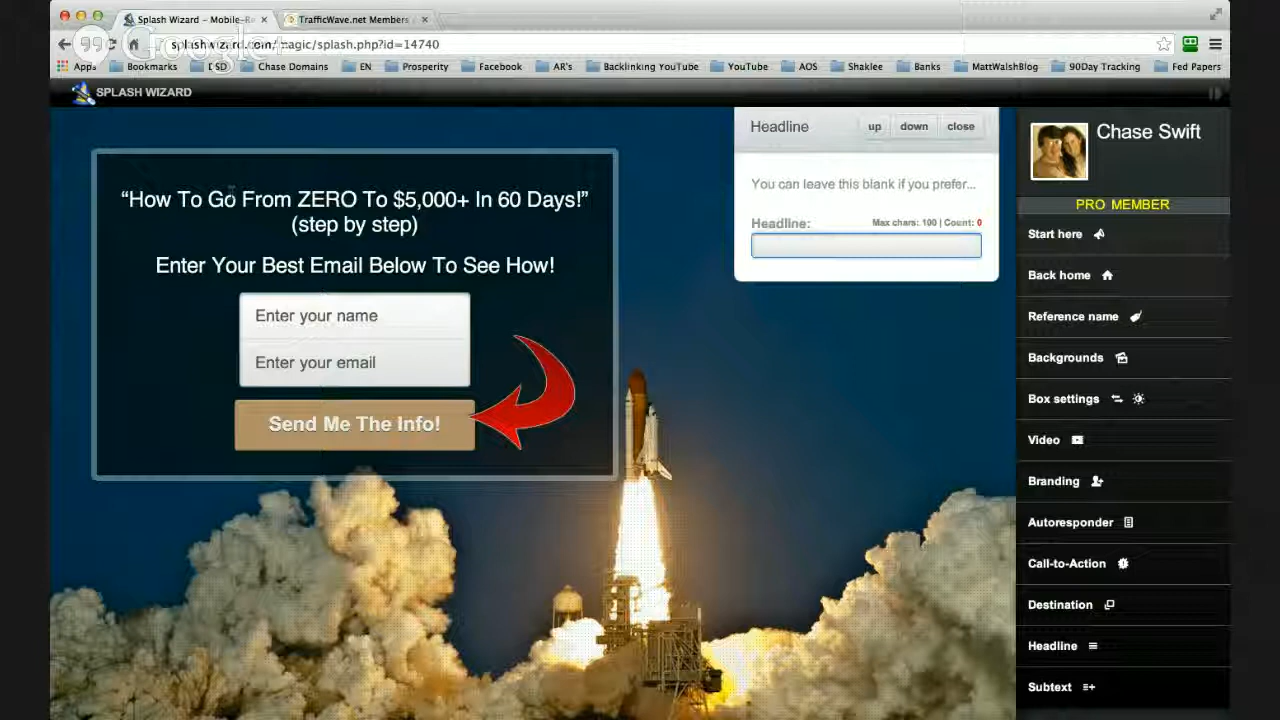 Splash Wizard – Mobile-Re
TrafficWave.net Members
Google+
splashwizard.com/magic/splash.php?id=14740
Apps Bookmarks DSD Chase Domains EN Prosperity Facebook AR's Backlinking YouTube YouTube AOS Shaklee Banks MattWalshBlog 90Day Tracking Fed Papers
SPLASH WIZARD
Headline up down close
You can leave this blank if you prefer...
Headline: Max chars: 100 | Count: 0
“How To Go From ZERO To $5,000+ In 60 Days!”
(step by step)
Enter Your Best Email Below To See How!
Enter your name
Enter your email
Send Me The Info!
Chase Swift
PRO MEMBER
Start here
Back home
Reference name
Backgrounds
Box settings
Video
Branding
Autoresponder
Call-to-Action
Destination
Headline
Subtext